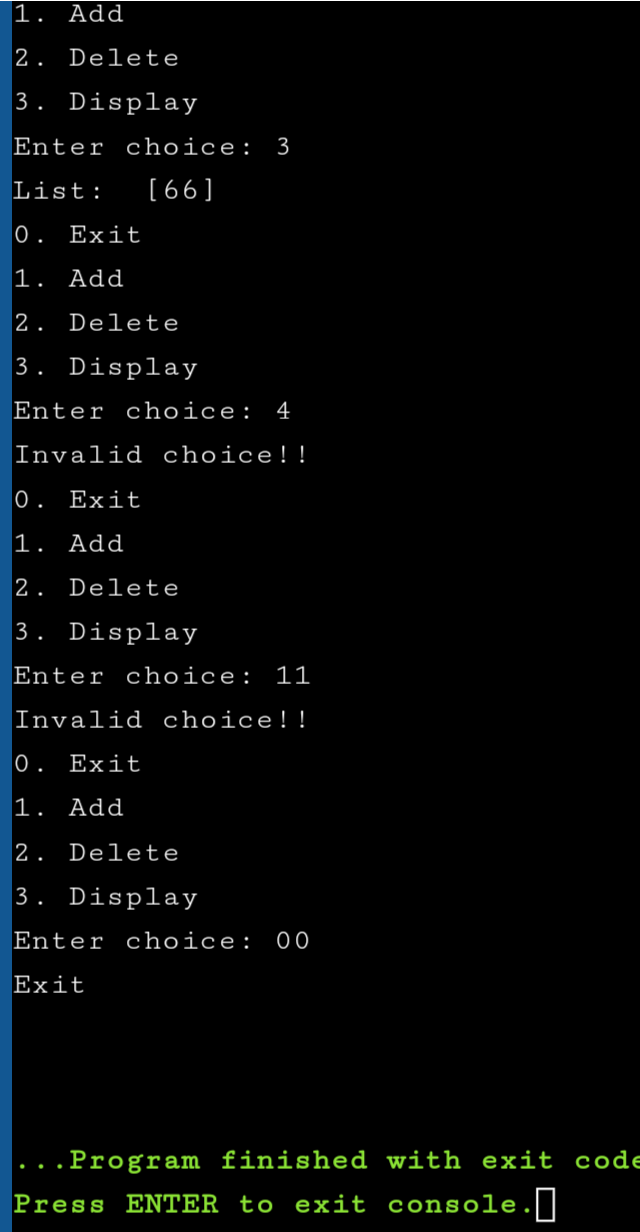 1. Add
2. Delete
3. Display
Enter choice: 3
List:  [66]
0. Exit
1. Add
2. Delete
3. Display
Enter choice: 4
Invalid choice!!
0. Exit
1. Add
2. Delete
3. Display
Enter choice: 11
Invalid choice!!
0. Exit
1. Add
2. Delete
3. Display
Enter choice: 00
Exit
...Program finished with exit code
Press ENTER to exit console.